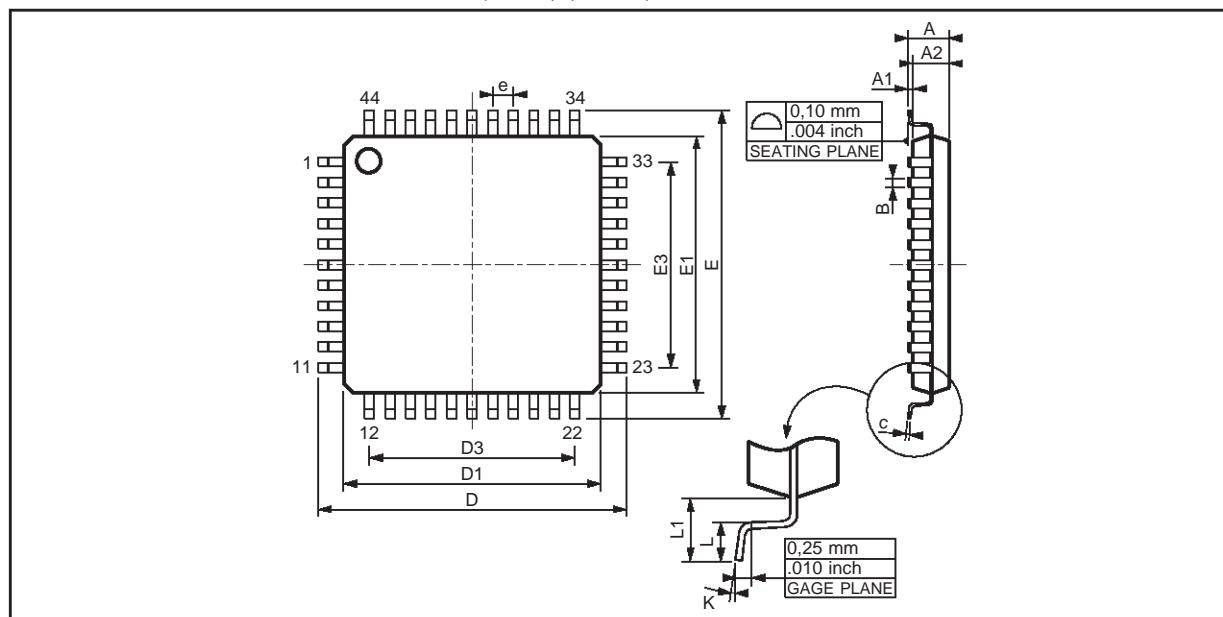 A
A2
A1
e
44
34
0,10 mm
.004 inch
SEATING PLANE
1
33
B
E3
E1
E
11
23
c
12
22
D3
D1
D
L1
L
0,25 mm
.010 inch
GAGE PLANE
K